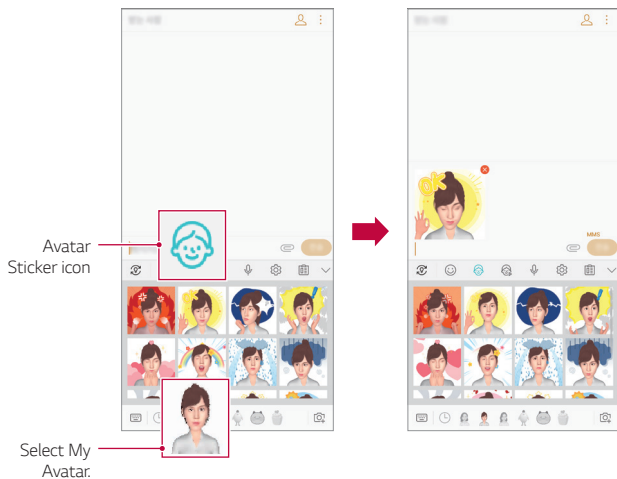 Avatar
Sticker icon
Select My
Avatar.
OK
MMS